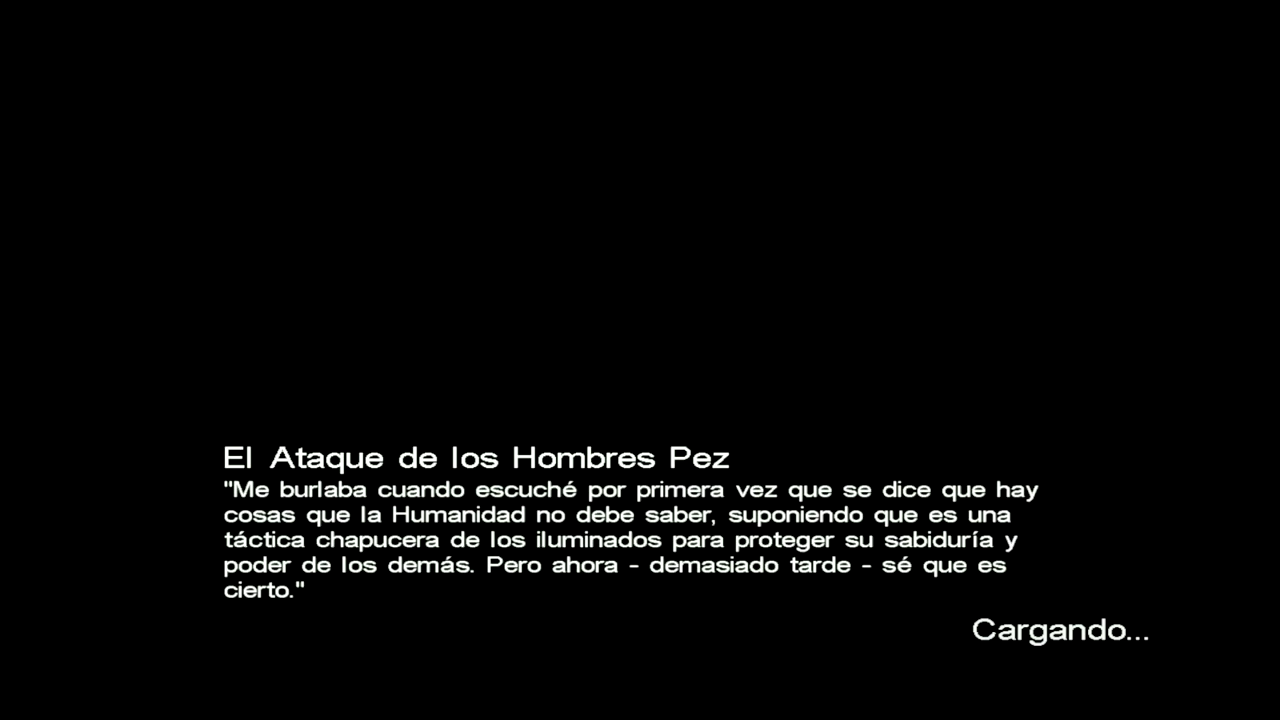 El Ataque de los Hombres Pez
"Me burlaba cuando escuché por primera vez que se dice que hay
cosas que la Humanidad no debe saber, suponiendo que es una
táctica chapucera de los iluminados para proteger su sabiduría y
poder de los demás. Pero ahora - demasiado tarde - sé que es
cierto."
Cargando...